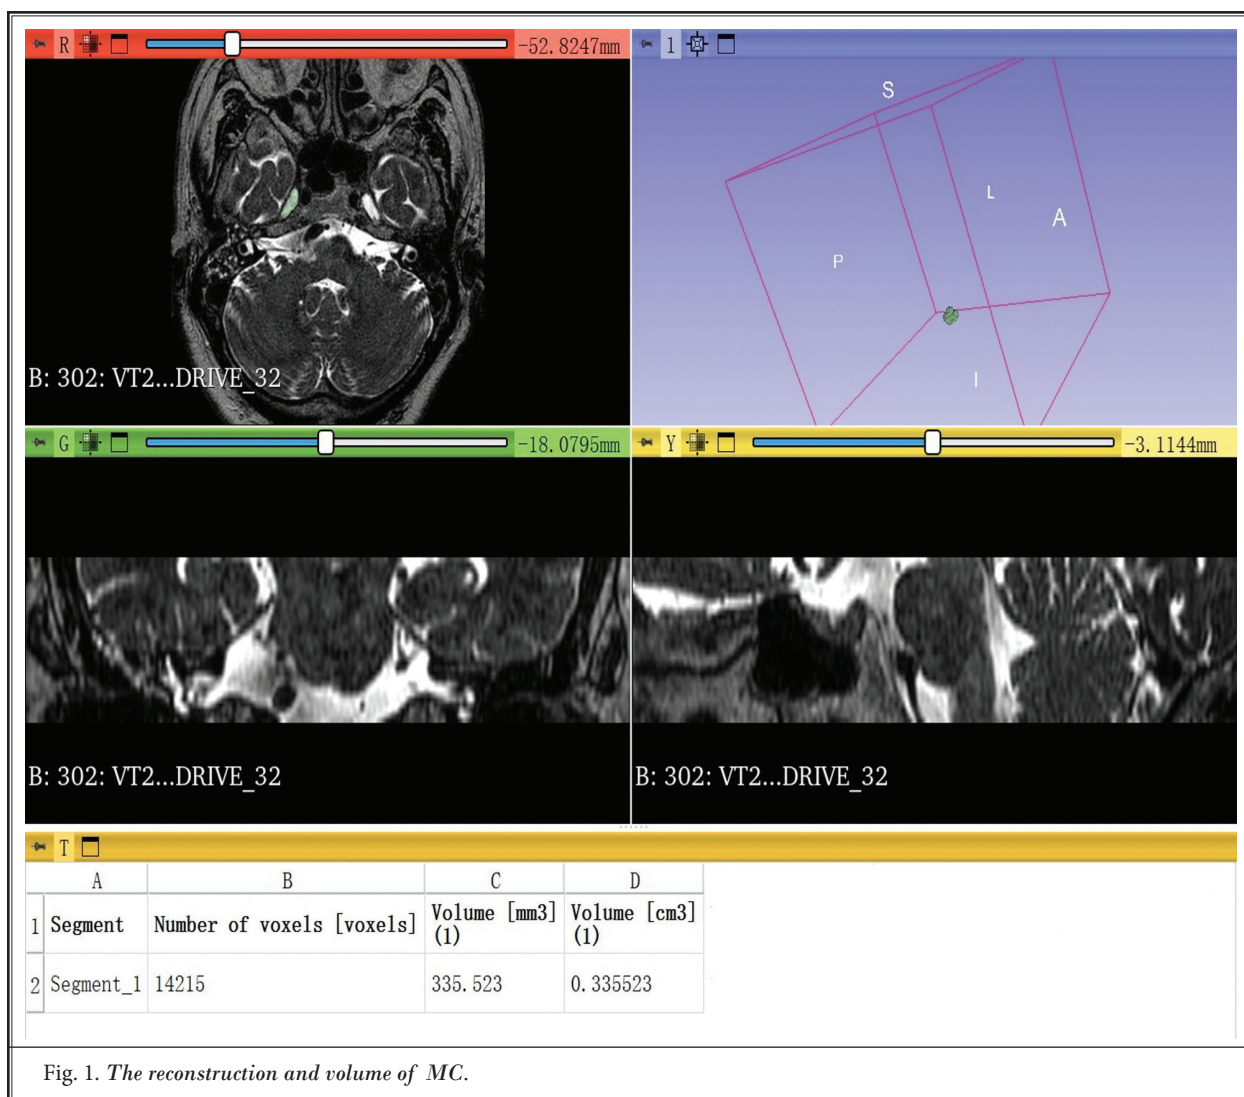 R -52.8247mm
1
S
L
A
P
I
B: 302: VT2...DRIVE_32
G -18.0795mm
Y -3.1144mm
B: 302: VT2...DRIVE_32
B: 302: VT2...DRIVE_32
T
A B C D
1 Segment Number of voxels [voxels] Volume [mm3] (1) Volume [cm3] (1)
2 Segment_1 14215 335.523 0.335523
Fig. 1. The reconstruction and volume of MC.